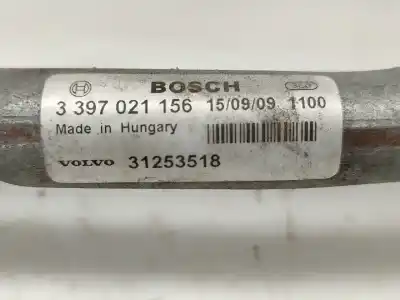 BOSCH
3 397 021 156 15/09/09 1100
Made in Hungary
VOLVO 31253518